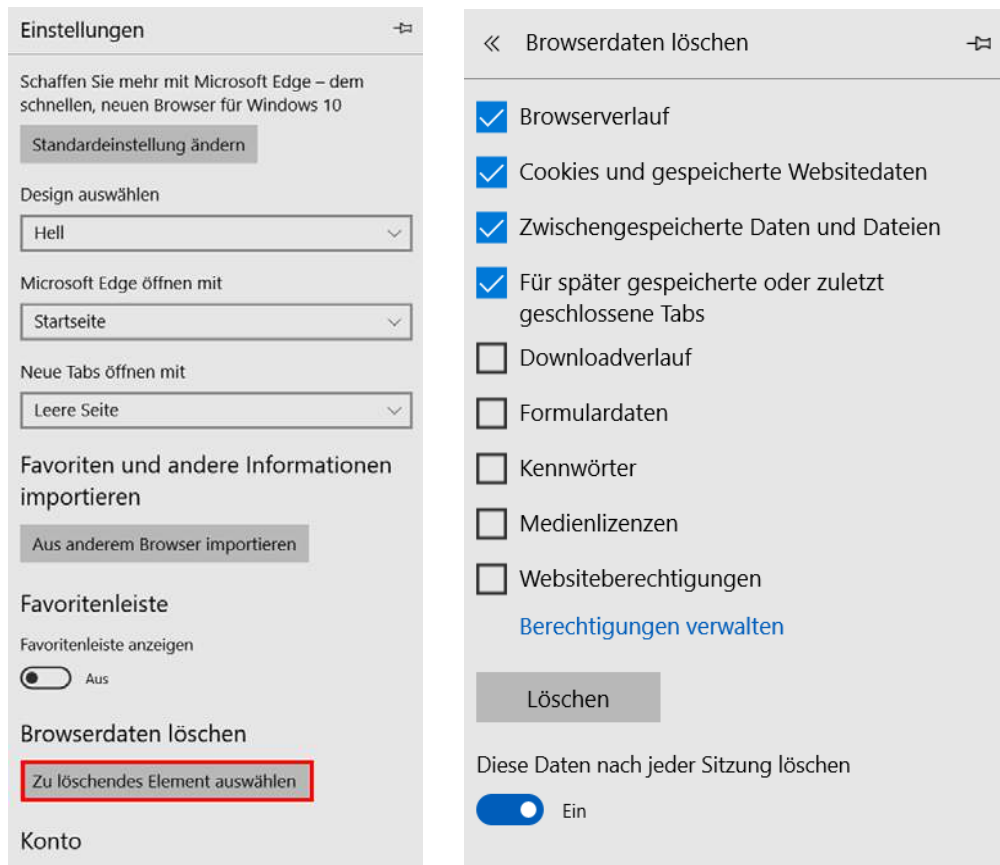 Einstellungen
Schaffen Sie mehr mit Microsoft Edge – dem
schnellen, neuen Browser für Windows 10
Standardeinstellung ändern
Design auswählen
Hell
Microsoft Edge öffnen mit
Startseite
Neue Tabs öffnen mit
Leere Seite
Favoriten und andere Informationen
importieren
Aus anderem Browser importieren
Favoritenleiste
Favoritenleiste anzeigen
Aus
Browserdaten löschen
Zu löschendes Element auswählen
Konto
Browserdaten löschen
Browserverlauf
Cookies und gespeicherte Websitedaten
Zwischengespeicherte Daten und Dateien
Für später gespeicherte oder zuletzt
geschlossene Tabs
Downloadverlauf
Formulardaten
Kennwörter
Medienlizenzen
Websiteberechtigungen
Berechtigungen verwalten
Löschen
Diese Daten nach jeder Sitzung löschen
Ein